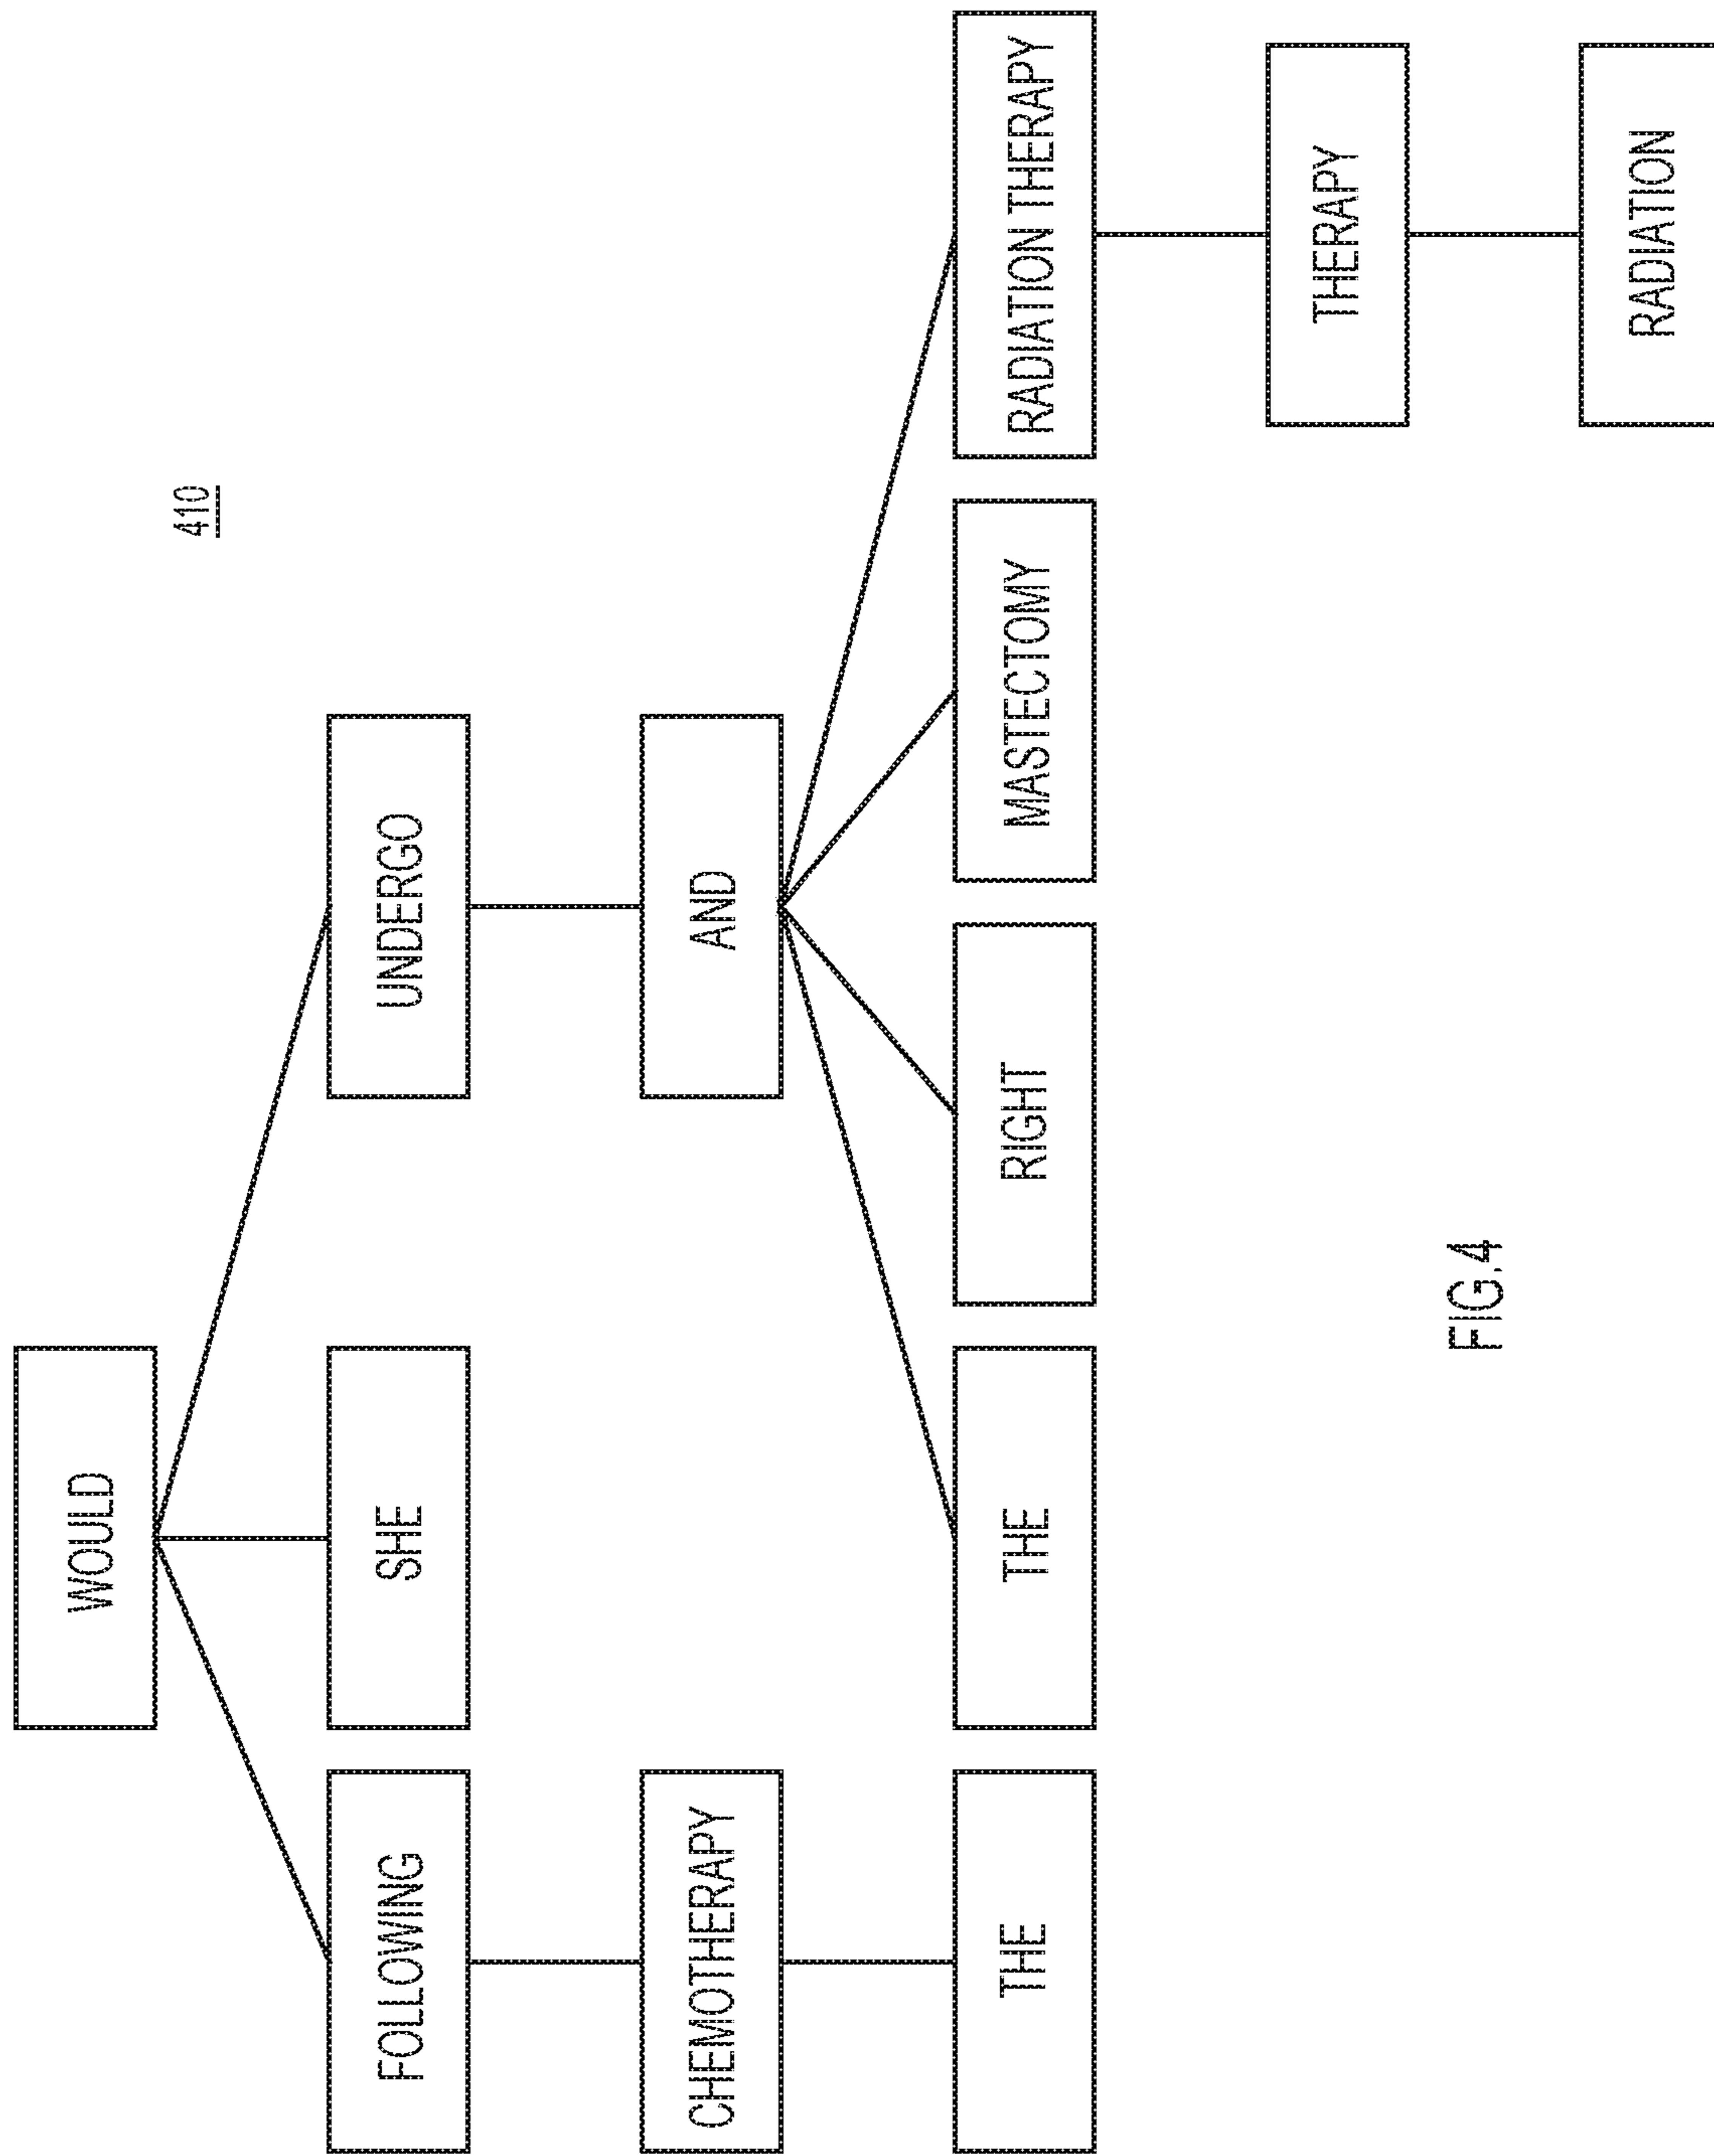 410
WOULD
FOLLOWING
SHE
UNDERGO
CHEMOTHERAPY
AND
THE
THE
RIGHT
MASTECTOMY
RADIATION THERAPY
THERAPY
RADIATION
FIG.4